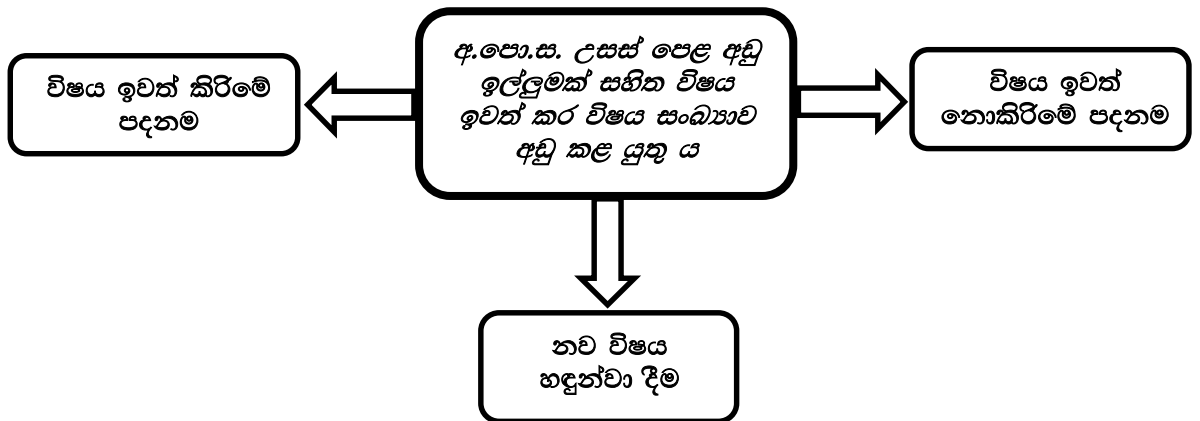 විෂය ඉවත් කිරීමේ
පදනම
අ.පො.ස. උසස් පෙළ අඩු
ඉල්ලුමක් සහිත විෂය
ඉවත් කර විෂය සංඛ්‍යාව
අඩු කළ යුතු ය
විෂය ඉවත්
නොකිරීමේ පදනම
නව විෂය
හඳුන්වා දීම